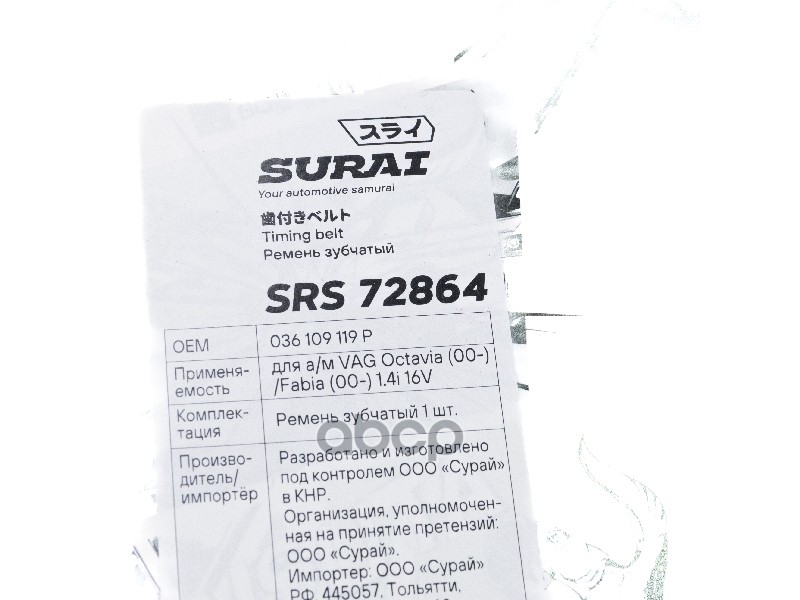 スライ
SURAI
Your automotive samurai
歯付きベルト
Timing belt
Ремень зубчатый
SRS 72864
OEM
036 109 119 P
Применя-
емость
для а/м VAG Octavia (00-)
/Fabia (00-) 1.4i 16V
Комплек-
тация
Ремень зубчатый 1 шт.
abcp
Произво-
дитель/
импортёр
Разработано и изготовлено
под контролем ООО «Сурай»
в КНР.
Организация, уполномочен-
ная на принятие претензий:
ООО «Сурай».
Импортер: ООО «Сурай»
РФ, 445057, Тольятти,